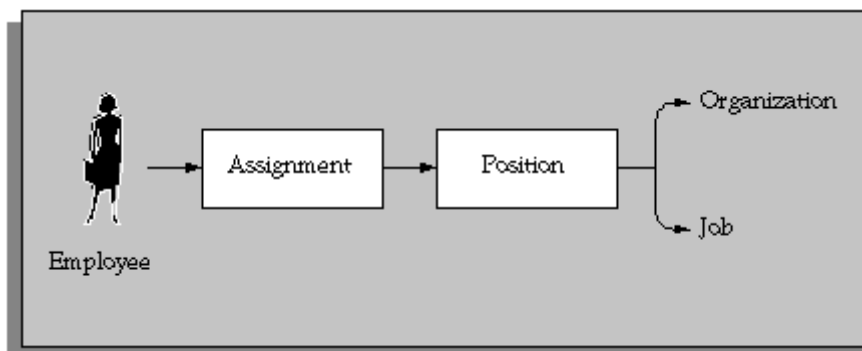 Organization
Assignment
Position
Job
Employee